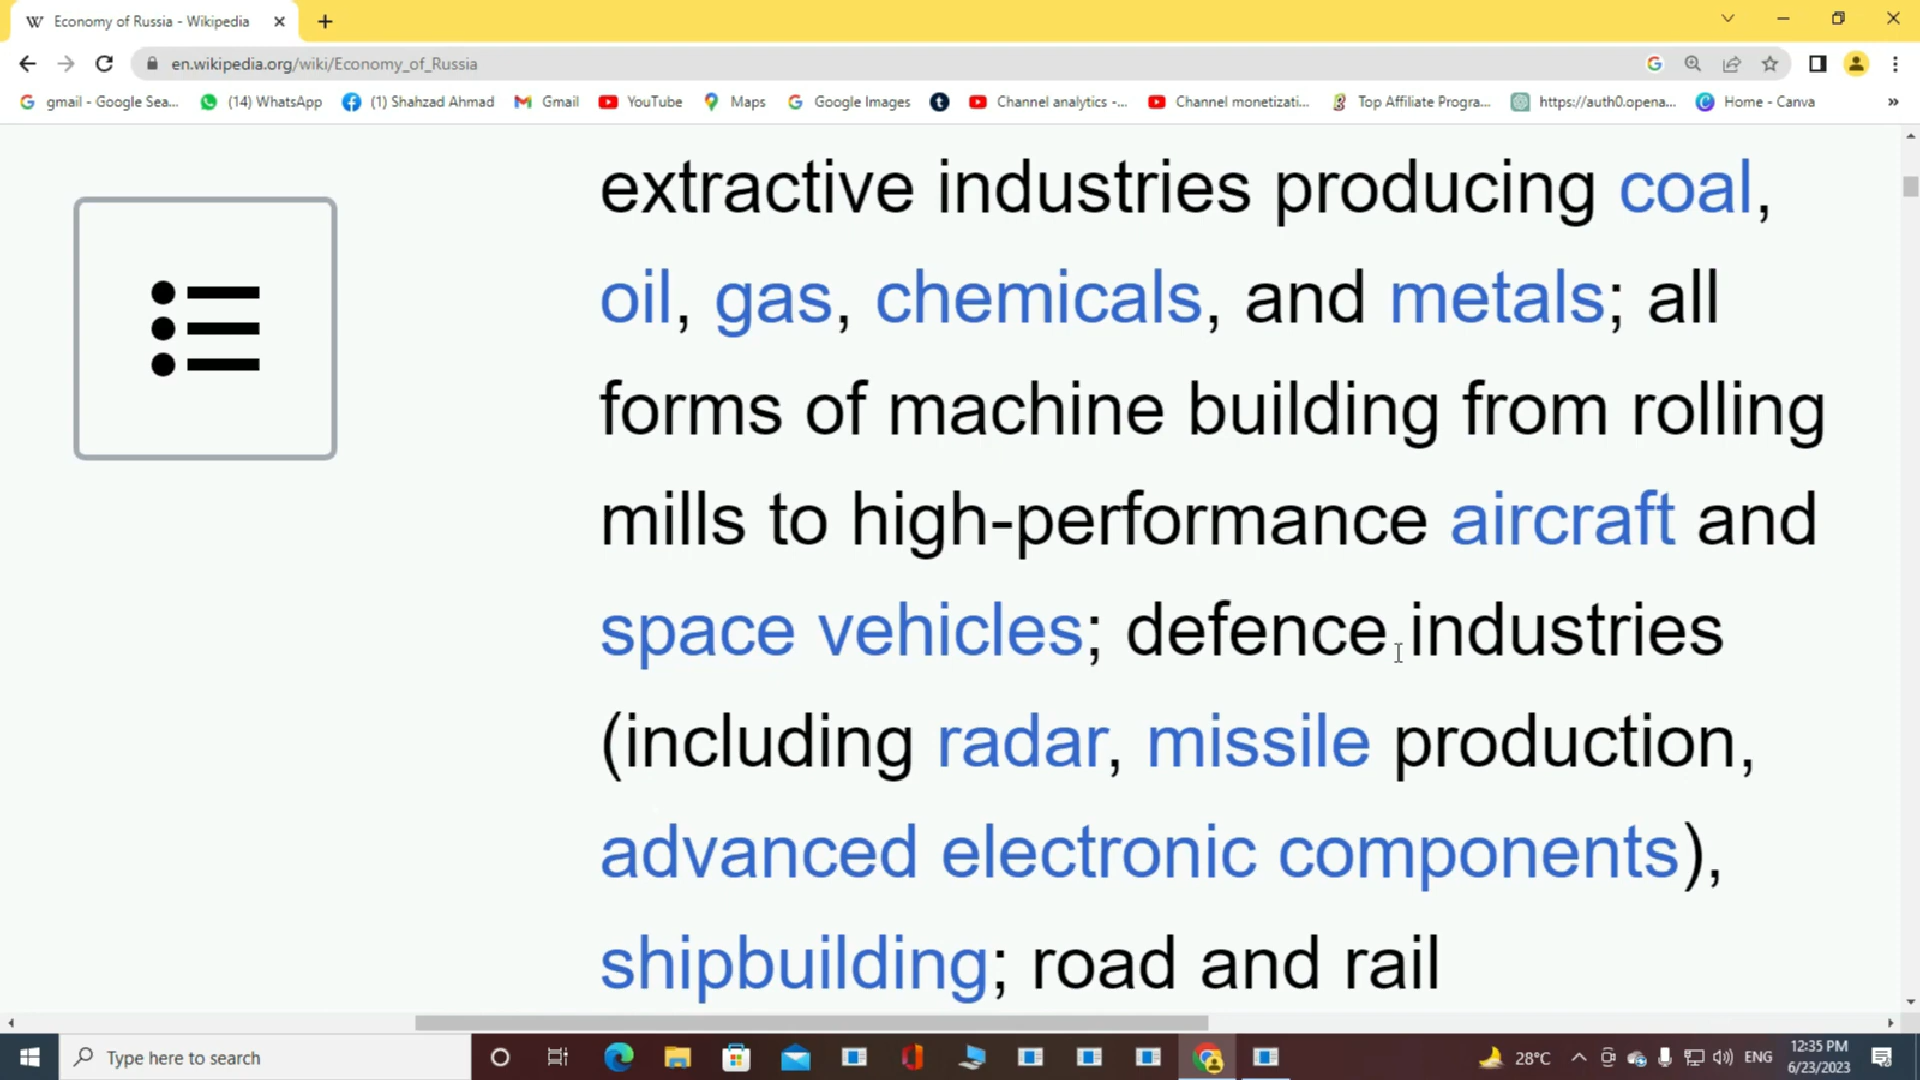 Economy of Russia - Wikipedia
en.wikipedia.org/wiki/Economy_of_Russia
gmail - Google Sea... (14) WhatsApp (1) Shahzad Ahmad Gmail YouTube Maps Google Images Channel analytics -... Channel monetizati... Top Affiliate Progra... https://auth0.opena... Home - Canva »
extractive industries producing coal,
oil, gas, chemicals, and metals; all
forms of machine building from rolling
mills to high-performance aircraft and
space vehicles; defence industries
(including radar, missile production,
advanced electronic components),
shipbuilding; road and rail
Type here to search
28°C
ENG
12:35 PM
6/23/2023